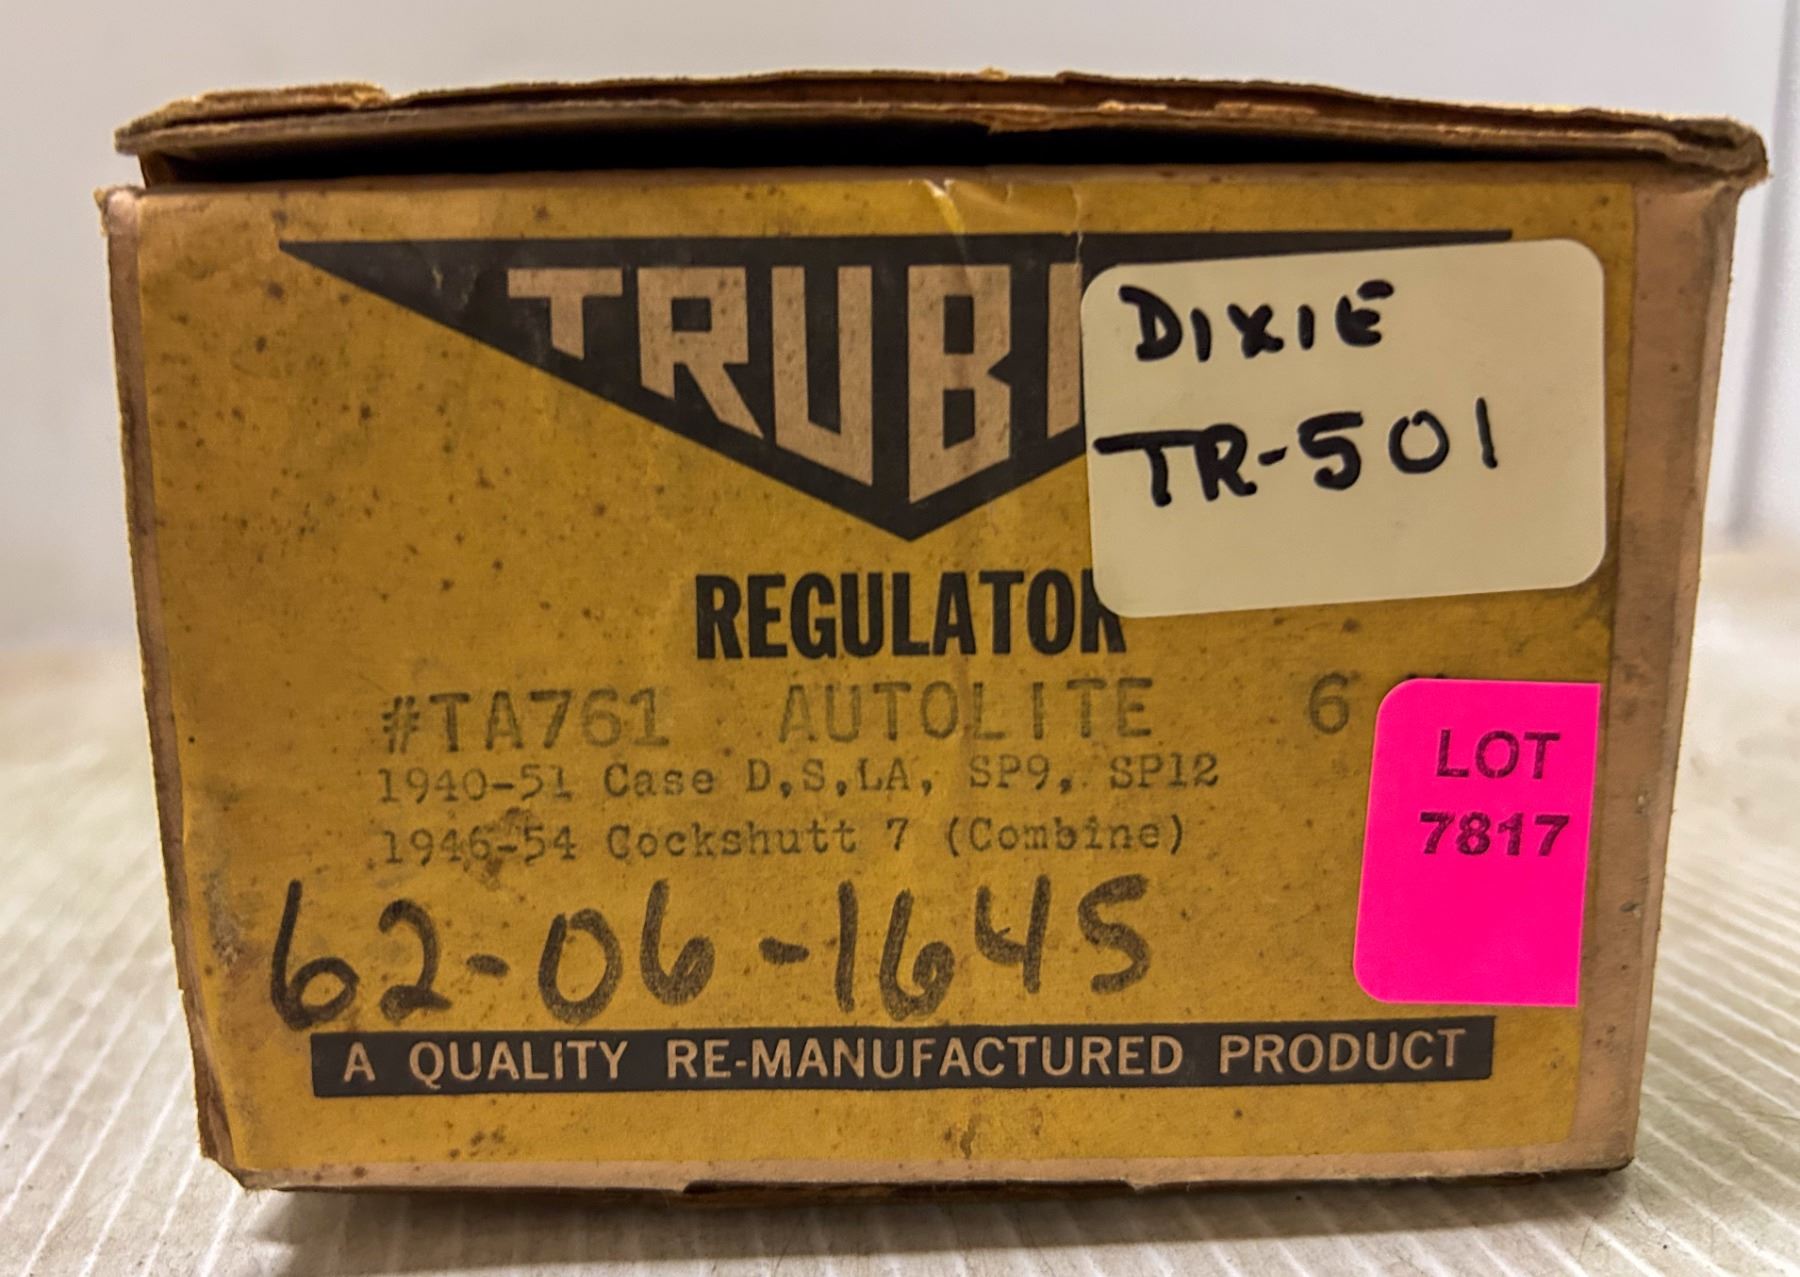 TRUB
DIXIE
TR-501
REGULATOR
#TA761 AUTOLITE 6
LOT
7817
1940-51 Case D,S,LA, SP9, SP12
1946-54 Cockshutt 7 (Combine)
62-06-1645
A QUALITY RE-MANUFACTURED PRODUCT